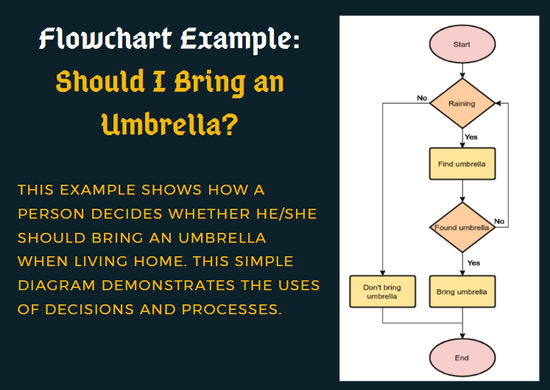 Flowchart Example:
Should I Bring an
Umbrella?
THIS EXAMPLE SHOWS HOW A
PERSON DECIDES WHETHER HE/SHE
SHOULD BRING AN UMBRELLA
WHEN LIVING HOME. THIS SIMPLE
DIAGRAM DEMONSTRATES THE USES
OF DECISIONS AND PROCESSES.
Start
No
Raining
Yes
Find umbrella
Found umbrella
No
Yes
Don't bring
umbrella
Bring umbrella
End